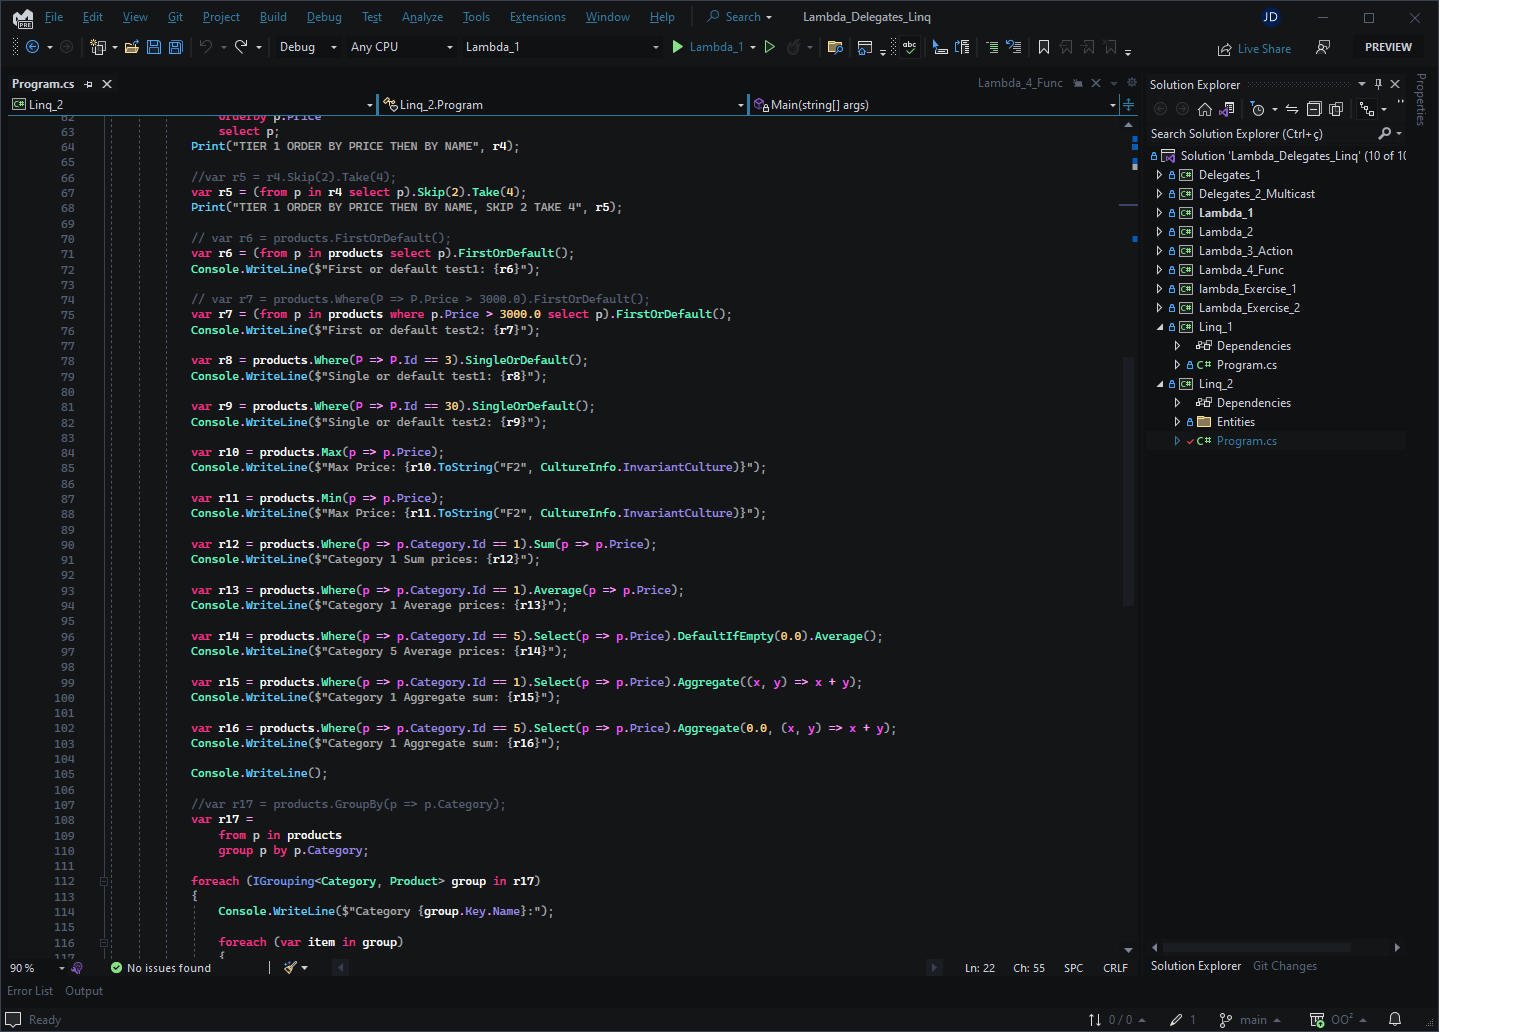 File Edit View Git Project Build Debug Test Analyze Tools Extensions Window Help Search Lambda_Delegates_Linq JD
Debug Any CPU Lambda_1 Lambda_1 Live Share PREVIEW
Program.cs Lambda_4_Func
Linq_2 Linq_2.Program Main(string[] args)
62 orderby p.Price
63 select p;
64 Print("TIER 1 ORDER BY PRICE THEN BY NAME", r4);
65
66 //var r5 = r4.Skip(2).Take(4);
67 var r5 = (from p in r4 select p).Skip(2).Take(4);
68 Print("TIER 1 ORDER BY PRICE THEN BY NAME, SKIP 2 TAKE 4", r5);
69
70 // var r6 = products.FirstOrDefault();
71 var r6 = (from p in products select p).FirstOrDefault();
72 Console.WriteLine($"First or default test1: {r6}");
73
74 // var r7 = products.Where(P => P.Price > 3000.0).FirstOrDefault();
75 var r7 = (from p in products where p.Price > 3000.0 select p).FirstOrDefault();
76 Console.WriteLine($"First or default test2: {r7}");
77
78 var r8 = products.Where(P => P.Id == 3).SingleOrDefault();
79 Console.WriteLine($"Single or default test1: {r8}");
80
81 var r9 = products.Where(P => P.Id == 30).SingleOrDefault();
82 Console.WriteLine($"Single or default test2: {r9}");
83
84 var r10 = products.Max(p => p.Price);
85 Console.WriteLine($"Max Price: {r10.ToString("F2", CultureInfo.InvariantCulture)}");
86
87 var r11 = products.Min(p => p.Price);
88 Console.WriteLine($"Max Price: {r11.ToString("F2", CultureInfo.InvariantCulture)}");
89
90 var r12 = products.Where(p => p.Category.Id == 1).Sum(p => p.Price);
91 Console.WriteLine($"Category 1 Sum prices: {r12}");
92
93 var r13 = products.Where(p => p.Category.Id == 1).Average(p => p.Price);
94 Console.WriteLine($"Category 1 Average prices: {r13}");
95
96 var r14 = products.Where(p => p.Category.Id == 5).Select(p => p.Price).DefaultIfEmpty(0.0).Average();
97 Console.WriteLine($"Category 5 Average prices: {r14}");
98
99 var r15 = products.Where(p => p.Category.Id == 1).Select(p => p.Price).Aggregate((x, y) => x + y);
100 Console.WriteLine($"Category 1 Aggregate sum: {r15}");
101
102 var r16 = products.Where(p => p.Category.Id == 5).Select(p => p.Price).Aggregate(0.0, (x, y) => x + y);
103 Console.WriteLine($"Category 1 Aggregate sum: {r16}");
104
105 Console.WriteLine();
106
107 //var r17 = products.GroupBy(p => p.Category);
108 var r17 =
109 from p in products
110 group p by p.Category;
111
112 foreach (IGrouping<Category, Product> group in r17)
113 {
114 Console.WriteLine($"Category {group.Key.Name}:");
115
116 foreach (var item in group)
117 {
90 % No issues found Ln: 22 Ch: 55 SPC CRLF
Error List Output
Ready 0 / 0 1 main
Solution Explorer
Search Solution Explorer (Ctrl+ç)
Solution 'Lambda_Delegates_Linq' (10 of 10
Delegates_1
Delegates_2_Multicast
Lambda_1
Lambda_2
Lambda_3_Action
Lambda_4_Func
lambda_Exercise_1
Lambda_Exercise_2
Linq_1
Dependencies
C# Program.cs
Linq_2
Dependencies
Entities
C# Program.cs
Solution Explorer Git Changes
Properties